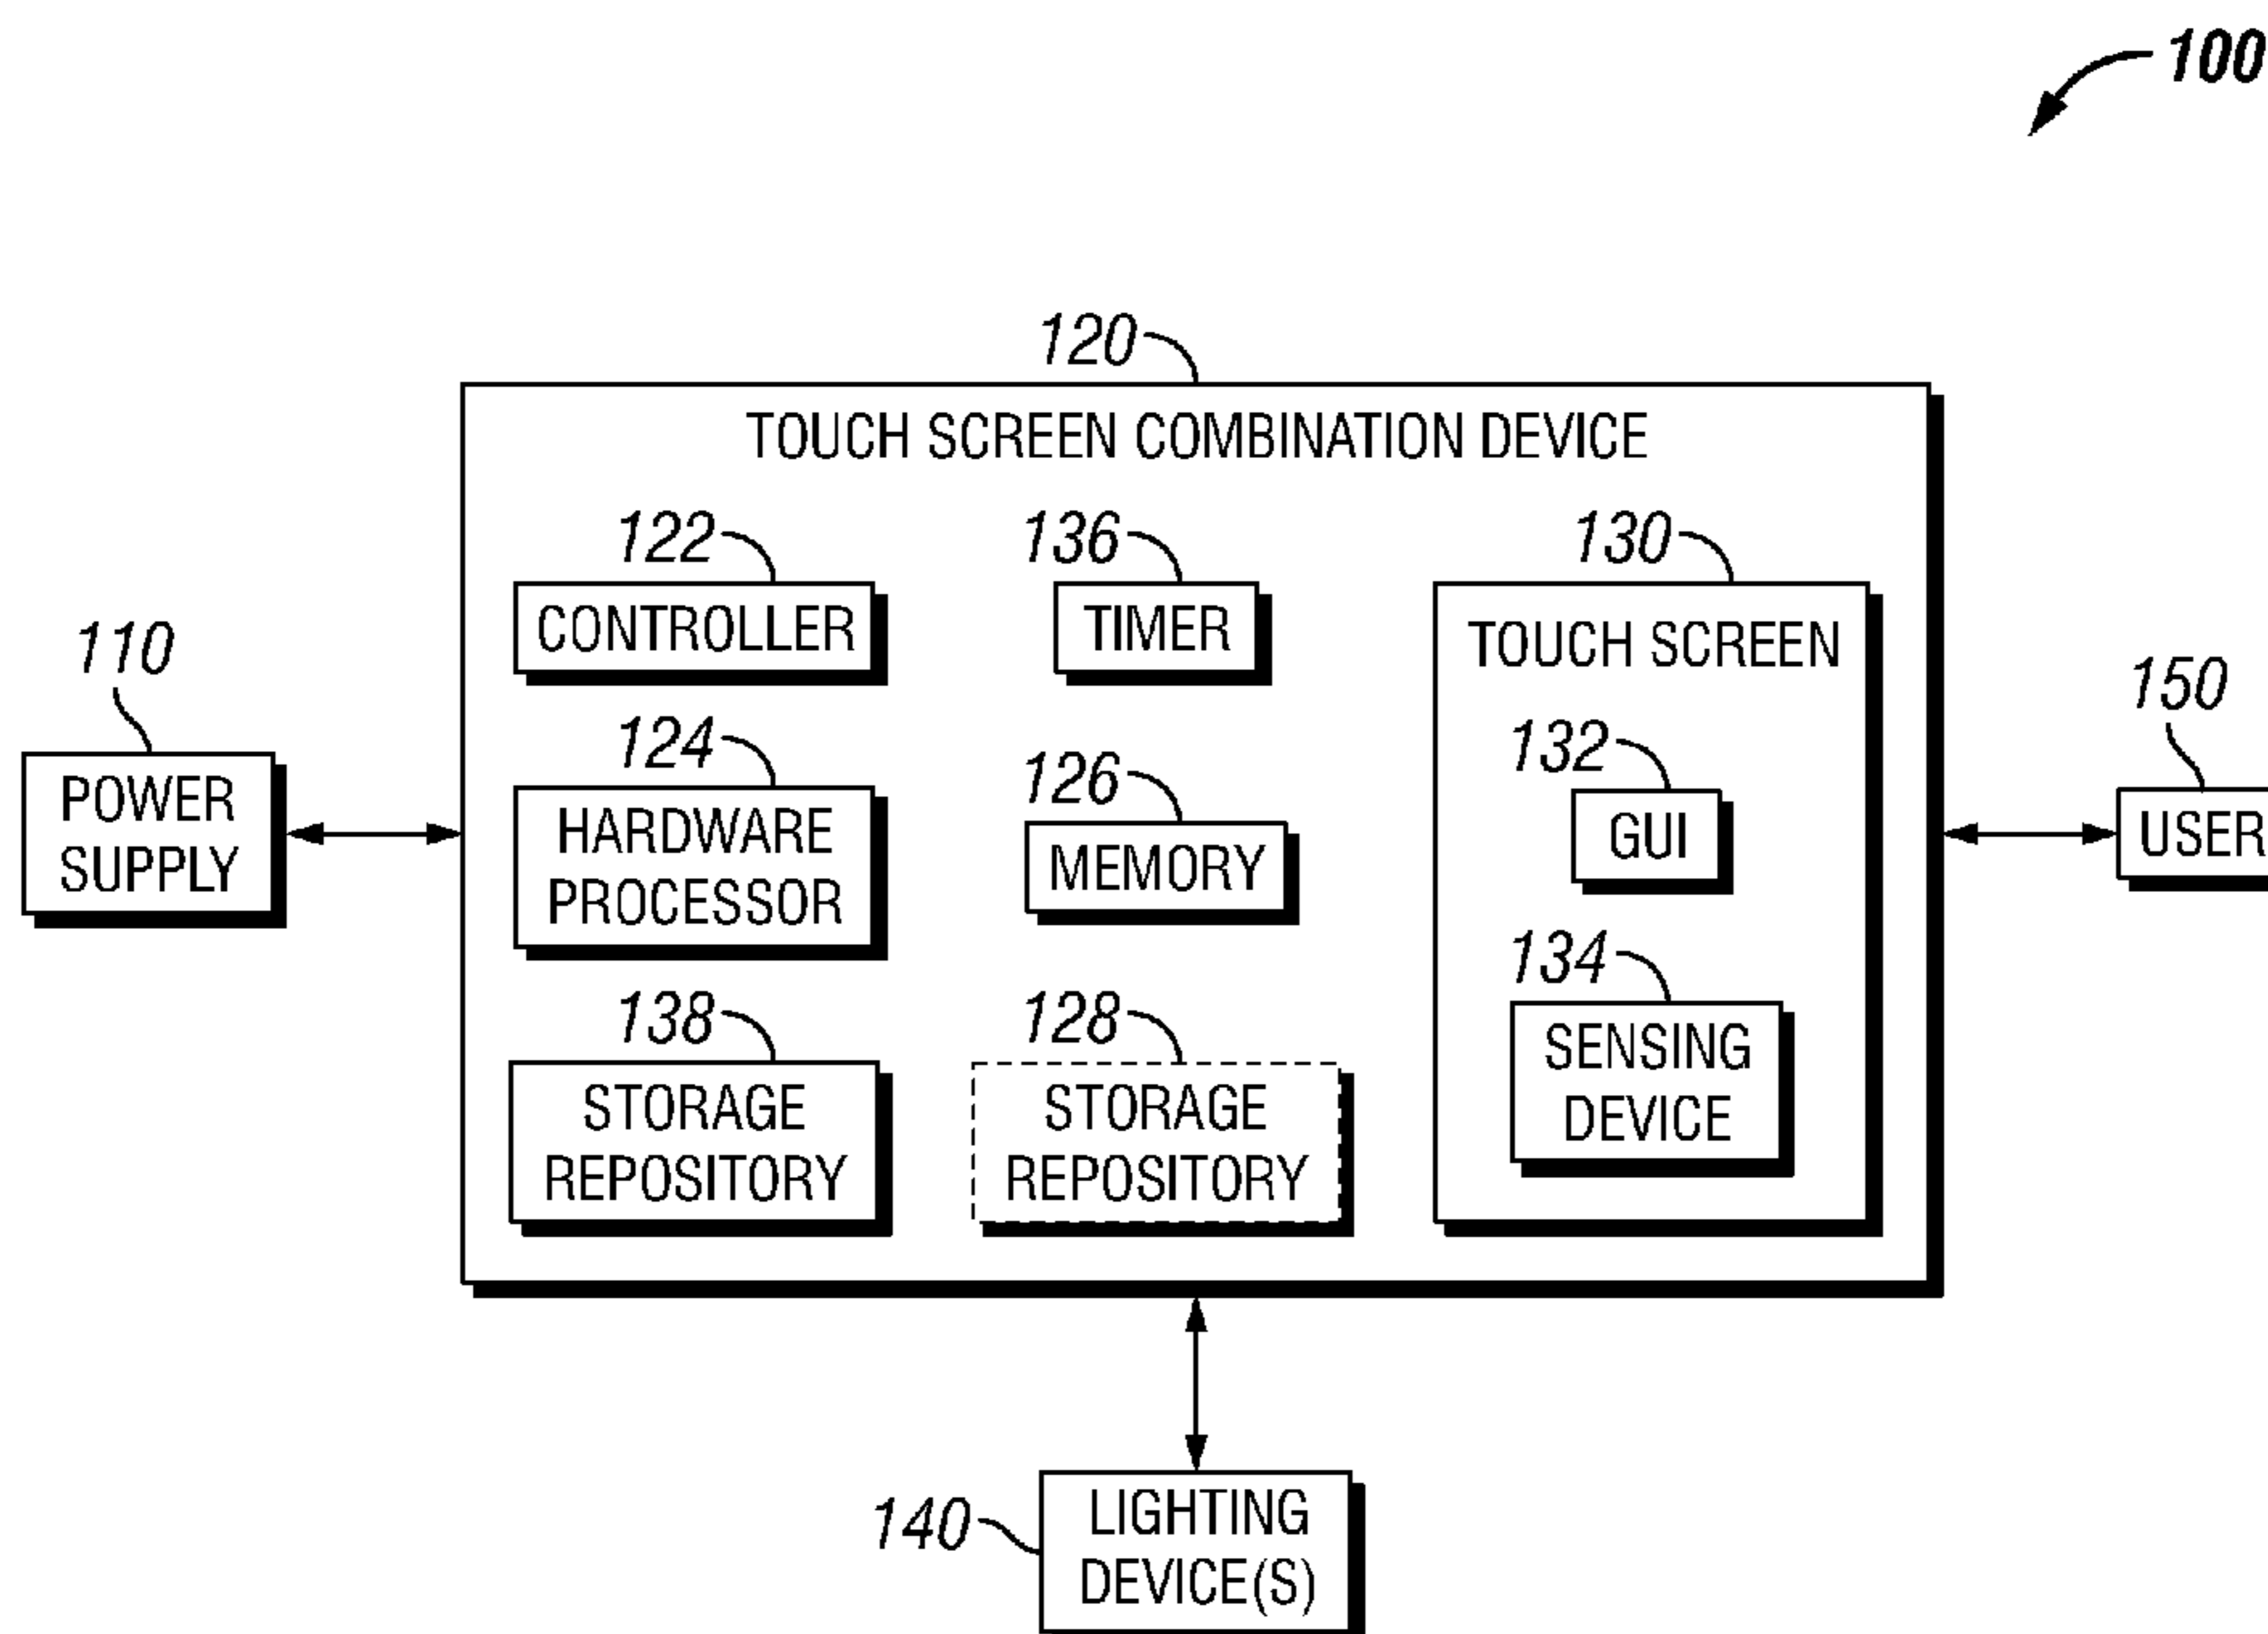 100
120
TOUCH SCREEN COMBINATION DEVICE
122
136
130
CONTROLLER
TIMER
TOUCH SCREEN
110
POWER
SUPPLY
124
HARDWARE
PROCESSOR
126
MEMORY
132
GUI
150
USER
138
STORAGE
REPOSITORY
128
STORAGE
REPOSITORY
134
SENSING
DEVICE
140
LIGHTING
DEVICE(S)